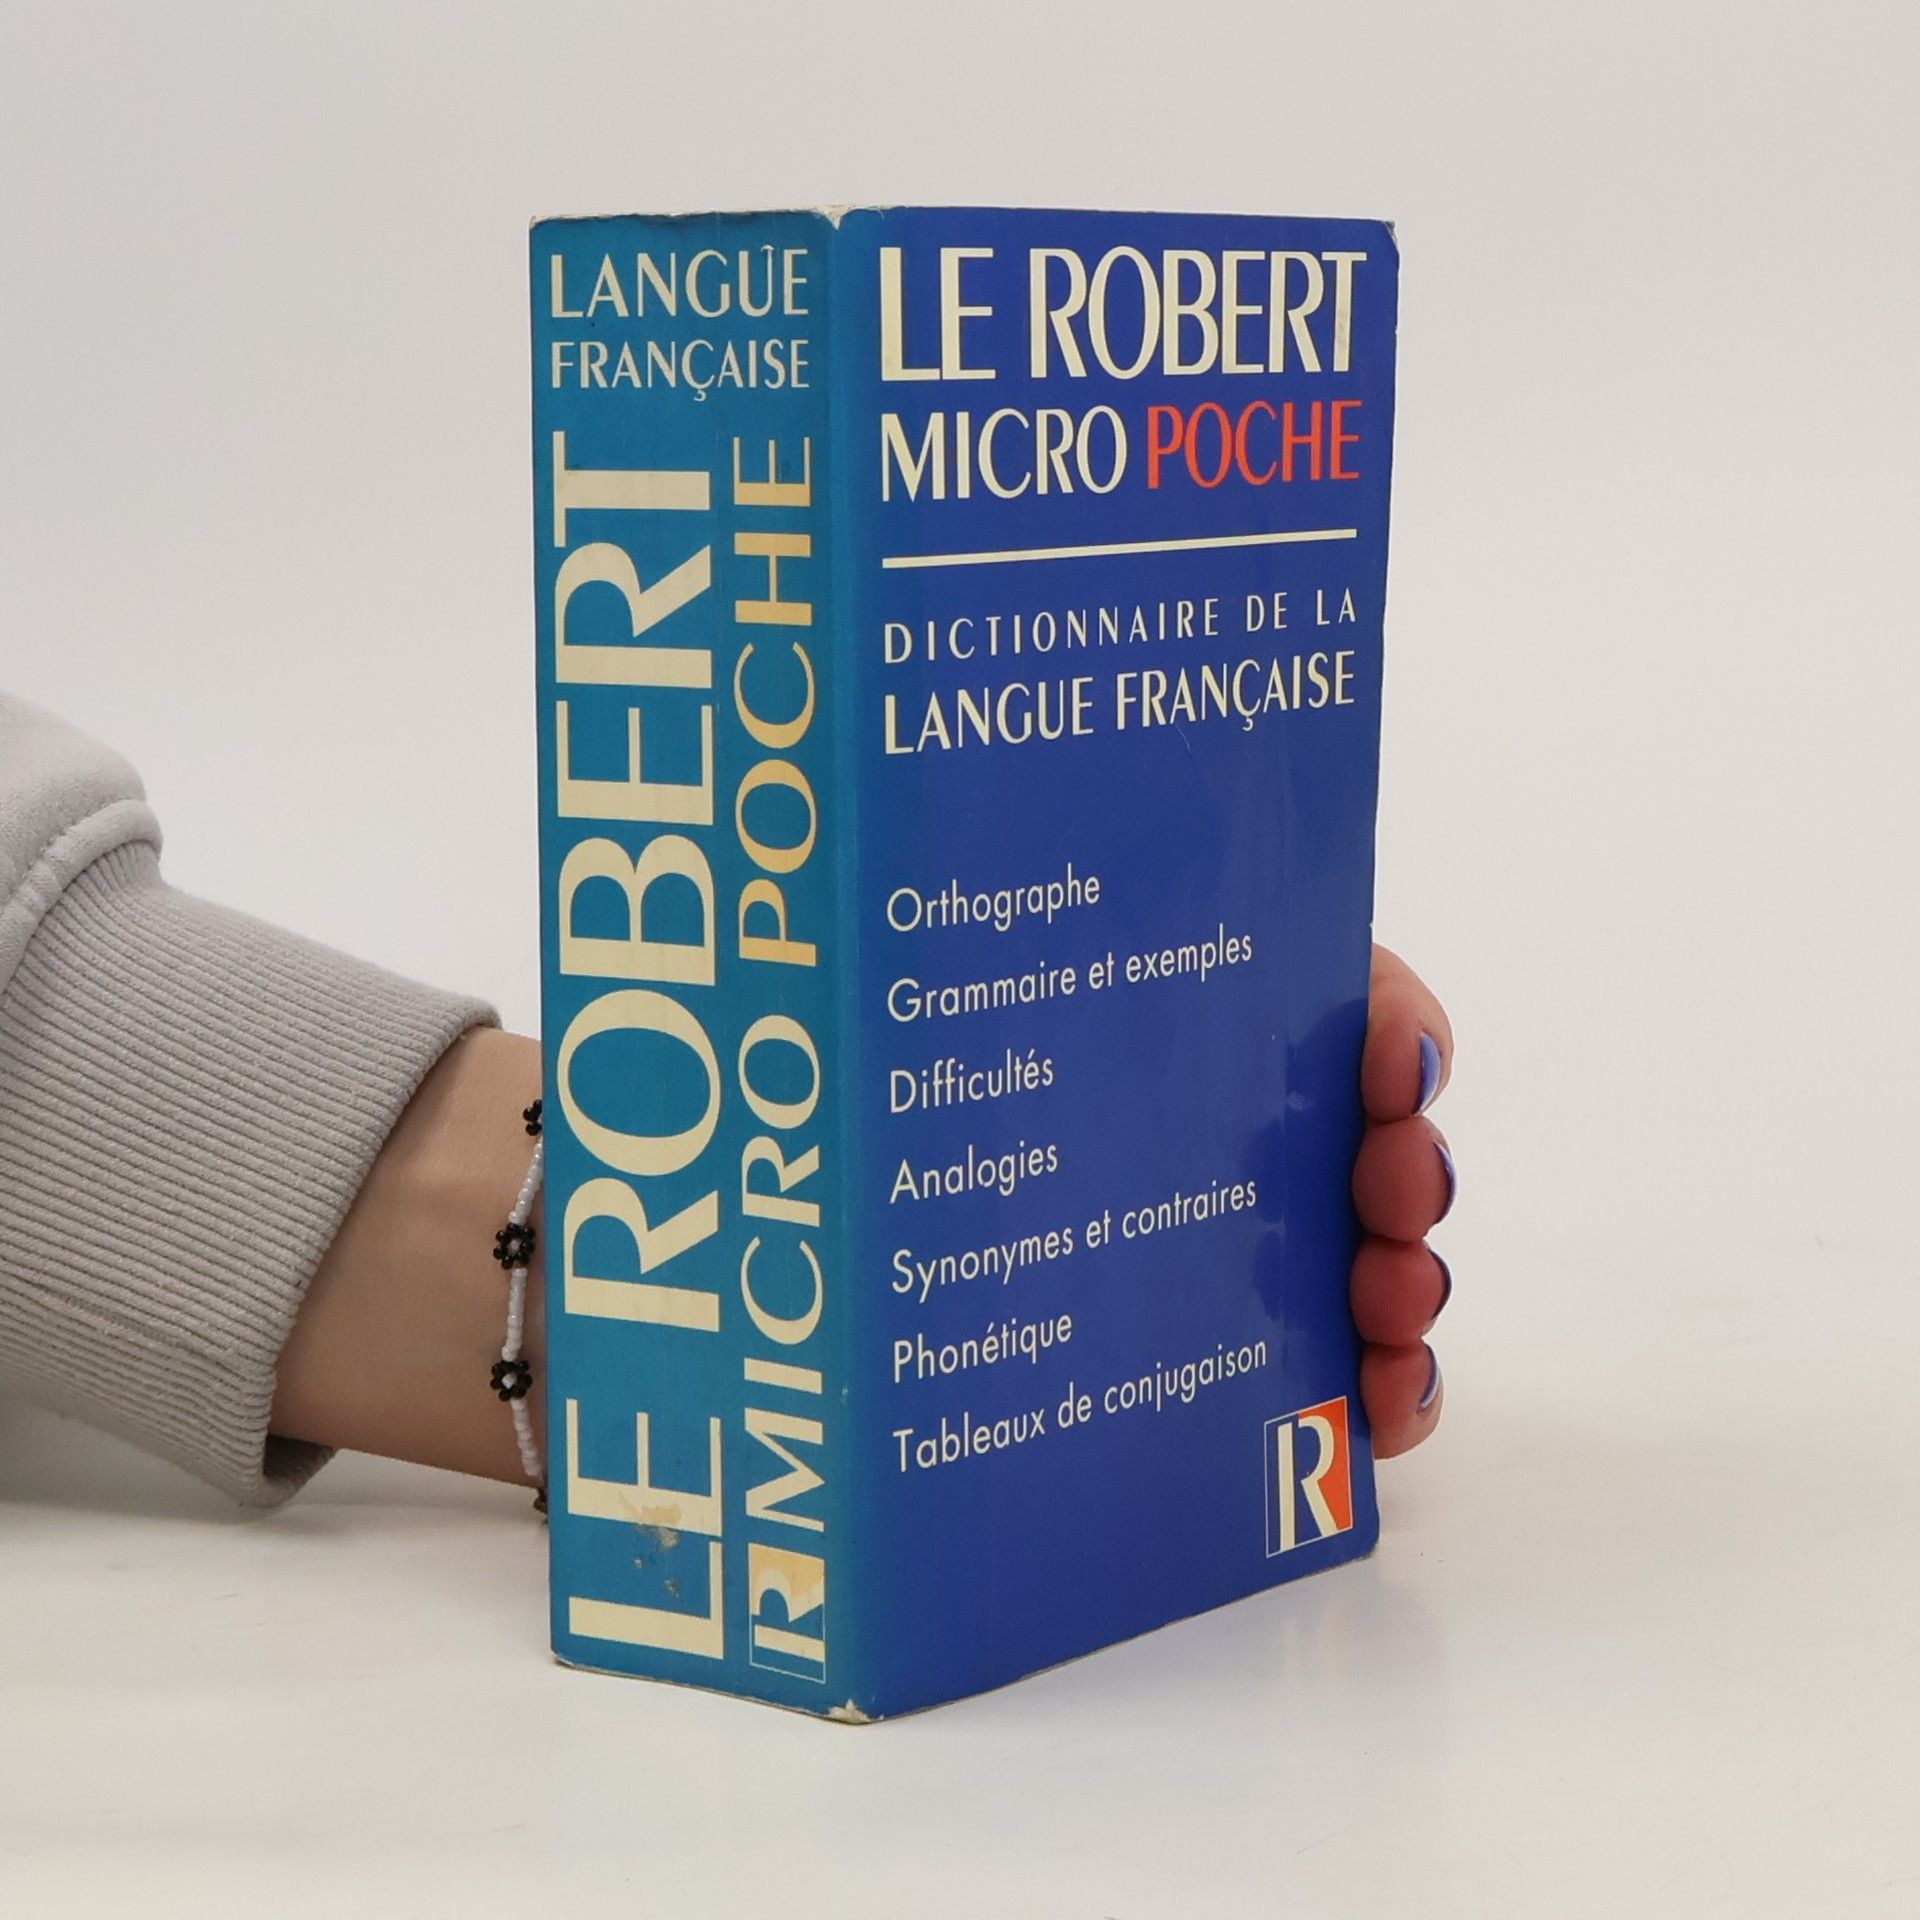 LANGUE
FRANÇAISE
LE ROBERT
MICRO POCHE
R
LE ROBERT
MICRO POCHE
DICTIONNAIRE DE LA
LANGUE FRANÇAISE
Orthographe
Grammaire et exemples
Difficultés
Analogies
Synonymes et contraires
Phonétique
Tableaux de conjugaison
R